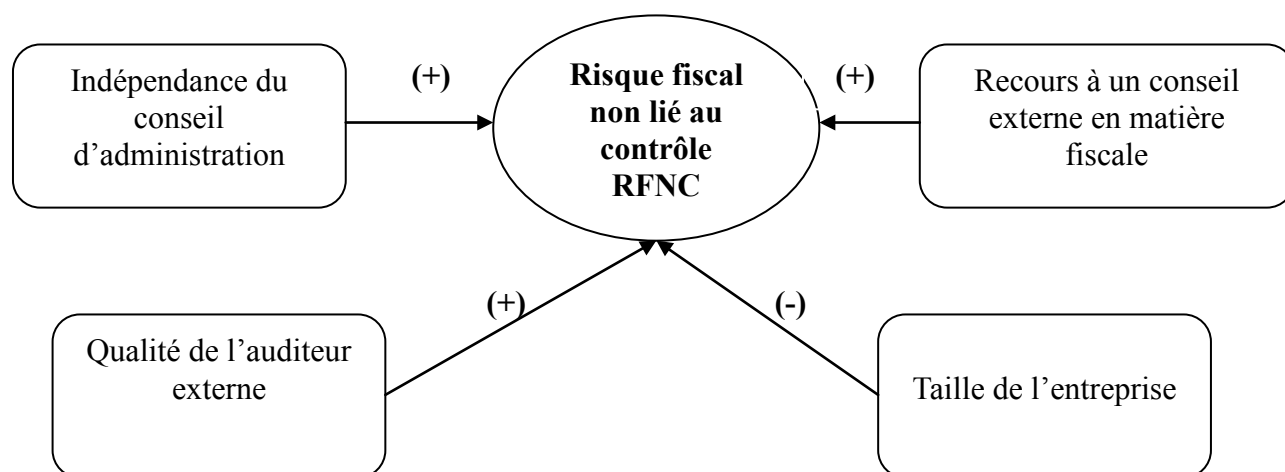 Indépendance du
conseil
d’administration
(+)
Risque fiscal
non lié au
contrôle
RFNC
(+)
Recours à un conseil
externe en matière
fiscale
(+)
(-)
Qualité de l’auditeur
externe
Taille de l’entreprise